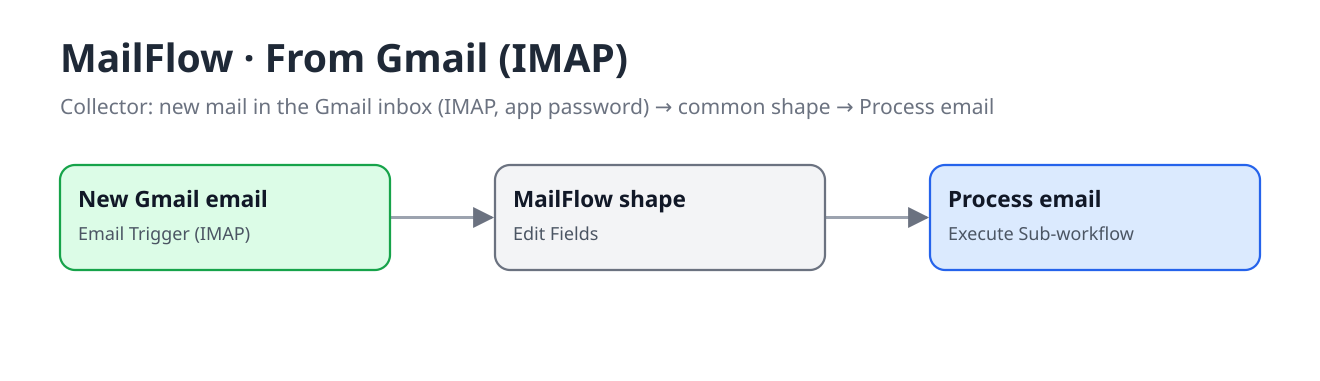 MailFlow · From Gmail (IMAP)
Collector: new mail in the Gmail inbox (IMAP, app password) → common shape → Process email
New Gmail email
Email Trigger (IMAP)
MailFlow shape
Edit Fields
Process email
Execute Sub-workflow